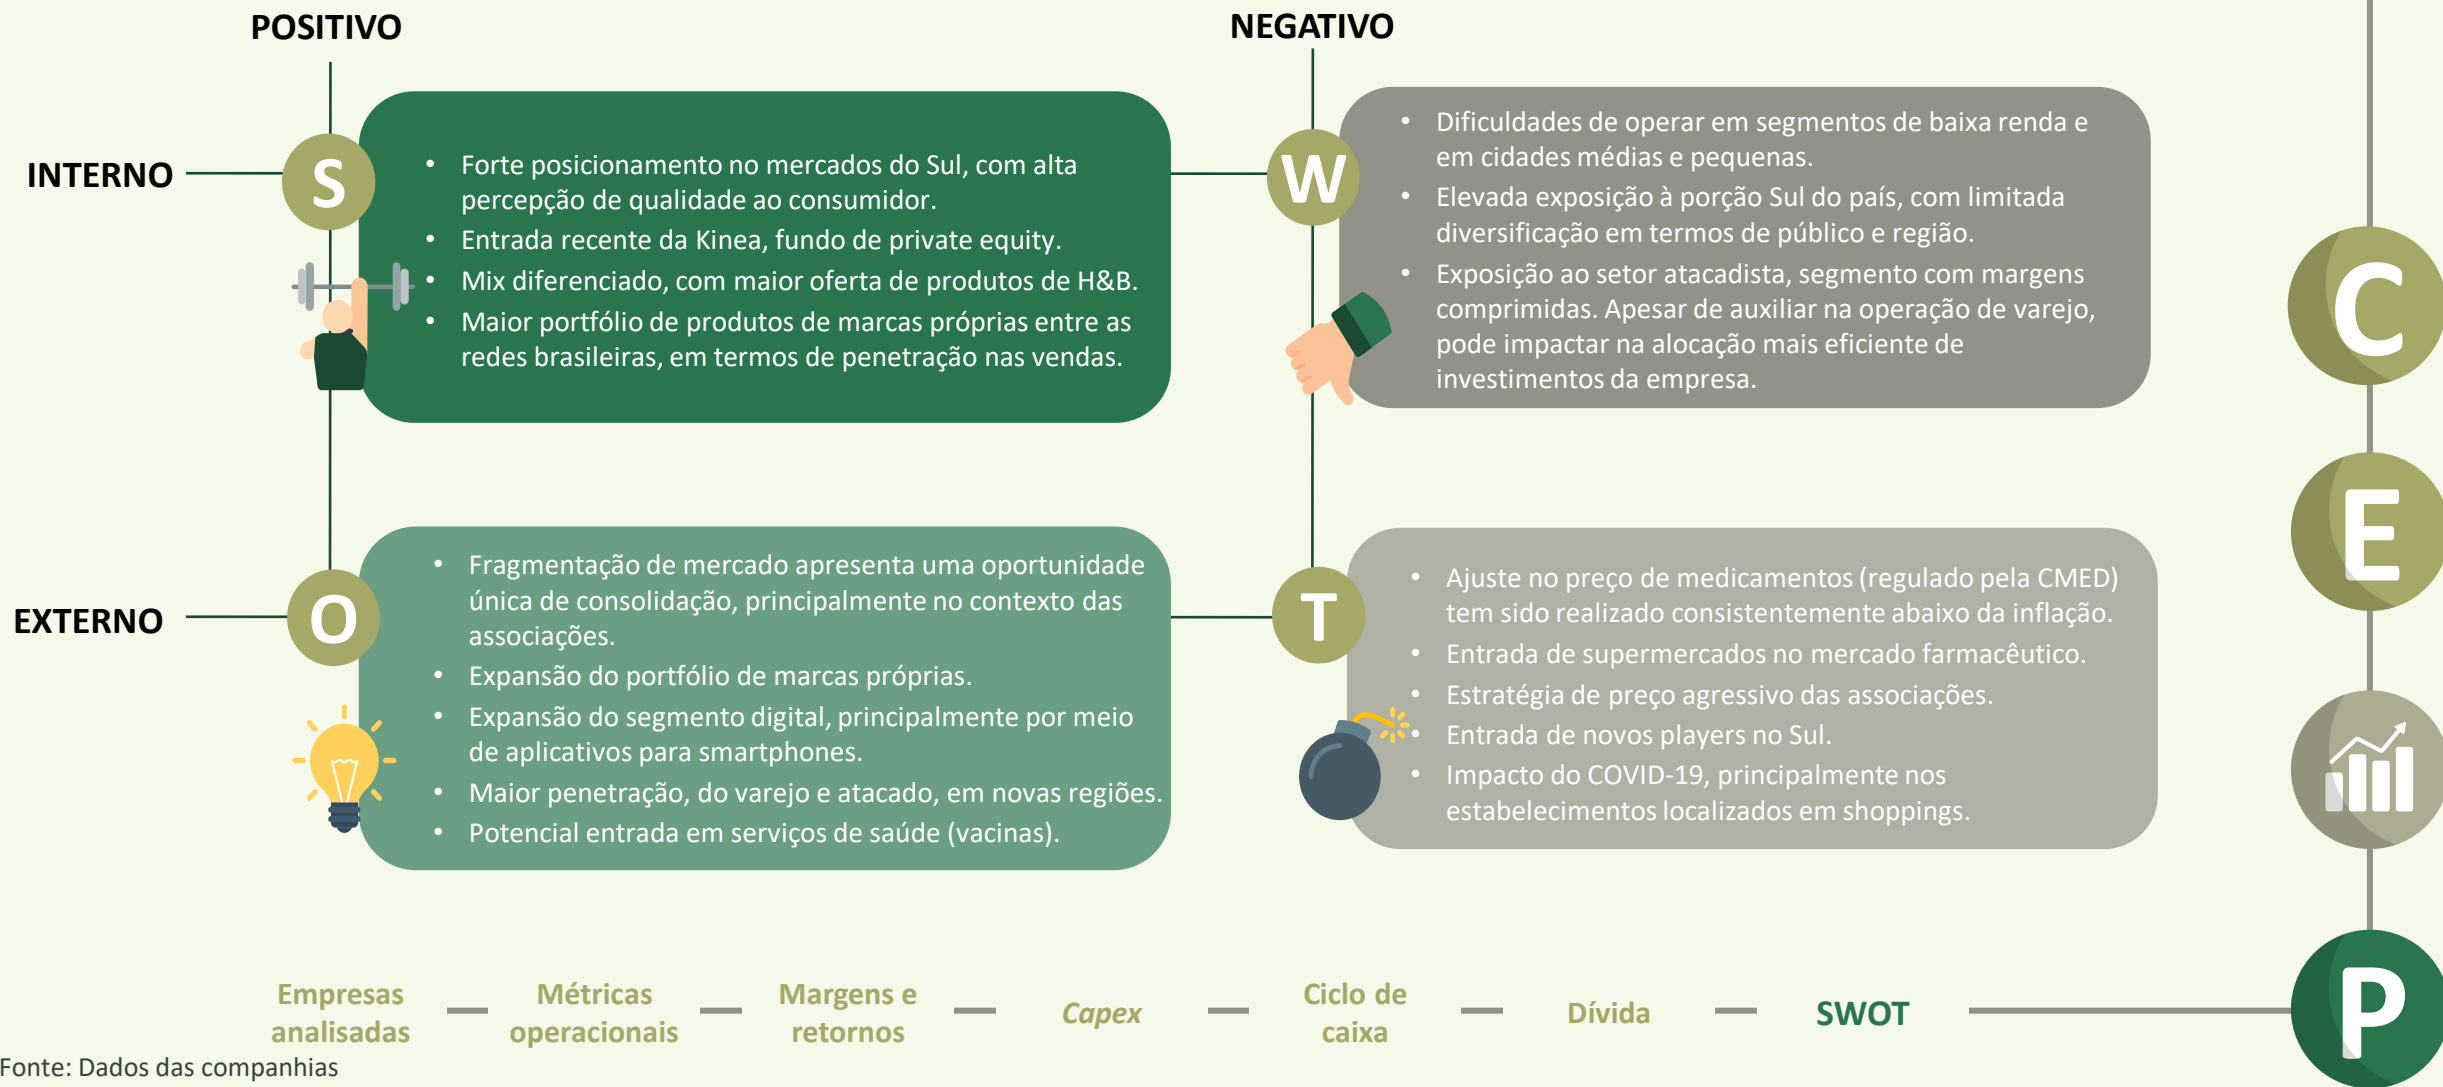 POSITIVO
NEGATIVO
INTERNO
S
• Forte posicionamento no mercados do Sul, com alta
percepção de qualidade ao consumidor.
• Entrada recente da Kinea, fundo de private equity.
• Mix diferenciado, com maior oferta de produtos de H&B.
• Maior portfólio de produtos de marcas próprias entre as
redes brasileiras, em termos de penetração nas vendas.
W
• Dificuldades de operar em segmentos de baixa renda e
em cidades médias e pequenas.
• Elevada exposição à porção Sul do país, com limitada
diversificação em termos de público e região.
• Exposição ao setor atacadista, segmento com margens
comprimidas. Apesar de auxiliar na operação de varejo,
pode impactar na alocação mais eficiente de
investimentos da empresa.
EXTERNO
O
• Fragmentação de mercado apresenta uma oportunidade
única de consolidação, principalmente no contexto das
associações.
• Expansão do portfólio de marcas próprias.
• Expansão do segmento digital, principalmente por meio
de aplicativos para smartphones.
• Maior penetração, do varejo e atacado, em novas regiões.
• Potencial entrada em serviços de saúde (vacinas).
T
• Ajuste no preço de medicamentos (regulado pela CMED)
tem sido realizado consistentemente abaixo da inflação.
• Entrada de supermercados no mercado farmacêutico.
• Estratégia de preço agressivo das associações.
• Entrada de novos players no Sul.
• Impacto do COVID-19, principalmente nos
estabelecimentos localizados em shoppings.
C
E
P
Empresas
analisadas
Métricas
operacionais
Margens e
retornos
Capex
Ciclo de
caixa
Dívida
SWOT
Fonte: Dados das companhias